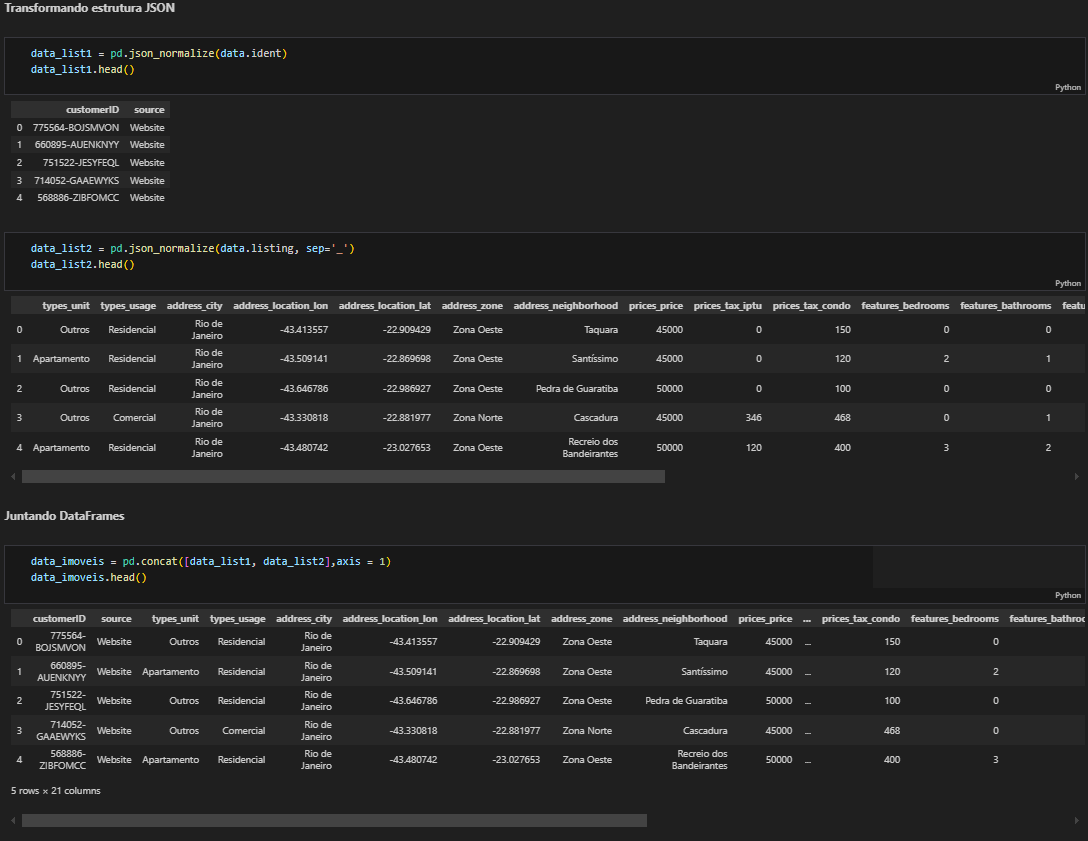 Transformando estrutura JSON
data_list1 = pd.json_normalize(data.ident)
data_list1.head()
Python
customerID source
0 775564-BOJSMVON Website
1 660895-AUENKNYY Website
2 751522-JESYFEQL Website
3 714052-GAAEWYKS Website
4 568886-ZIBFOMCC Website
data_list2 = pd.json_normalize(data.listing, sep='_')
data_list2.head()
Python
types_unit types_usage address_city address_location_lon address_location_lat address_zone address_neighborhood prices_price prices_tax_iptu prices_tax_condo features_bedrooms features_bathrooms featu
0 Outros Residencial Rio de Janeiro -43.413557 -22.909429 Zona Oeste Taquara 45000 0 150 0 0
1 Apartamento Residencial Rio de Janeiro -43.509141 -22.869698 Zona Oeste Santíssimo 45000 0 120 2 1
2 Outros Residencial Rio de Janeiro -43.646786 -22.986927 Zona Oeste Pedra de Guaratiba 50000 0 100 0 0
3 Outros Comercial Rio de Janeiro -43.330818 -22.881977 Zona Norte Cascadura 45000 346 468 0 1
4 Apartamento Residencial Rio de Janeiro -43.480742 -23.027653 Zona Oeste Recreio dos Bandeirantes 50000 120 400 3 2
Juntando DataFrames
data_imoveis = pd.concat([data_list1, data_list2],axis = 1)
data_imoveis.head()
Python
customerID source types_unit types_usage address_city address_location_lon address_location_lat address_zone address_neighborhood prices_price ... prices_tax_condo features_bedrooms features_bathroo
0 775564-BOJSMVON Website Outros Residencial Rio de Janeiro -43.413557 -22.909429 Zona Oeste Taquara 45000 ... 150 0
1 660895-AUENKNYY Website Apartamento Residencial Rio de Janeiro -43.509141 -22.869698 Zona Oeste Santíssimo 45000 ... 120 2
2 751522-JESYFEQL Website Outros Residencial Rio de Janeiro -43.646786 -22.986927 Zona Oeste Pedra de Guaratiba 50000 ... 100 0
3 714052-GAAEWYKS Website Outros Comercial Rio de Janeiro -43.330818 -22.881977 Zona Norte Cascadura 45000 ... 468 0
4 568886-ZIBFOMCC Website Apartamento Residencial Rio de Janeiro -43.480742 -23.027653 Zona Oeste Recreio dos Bandeirantes 50000 ... 400 3
5 rows × 21 columns